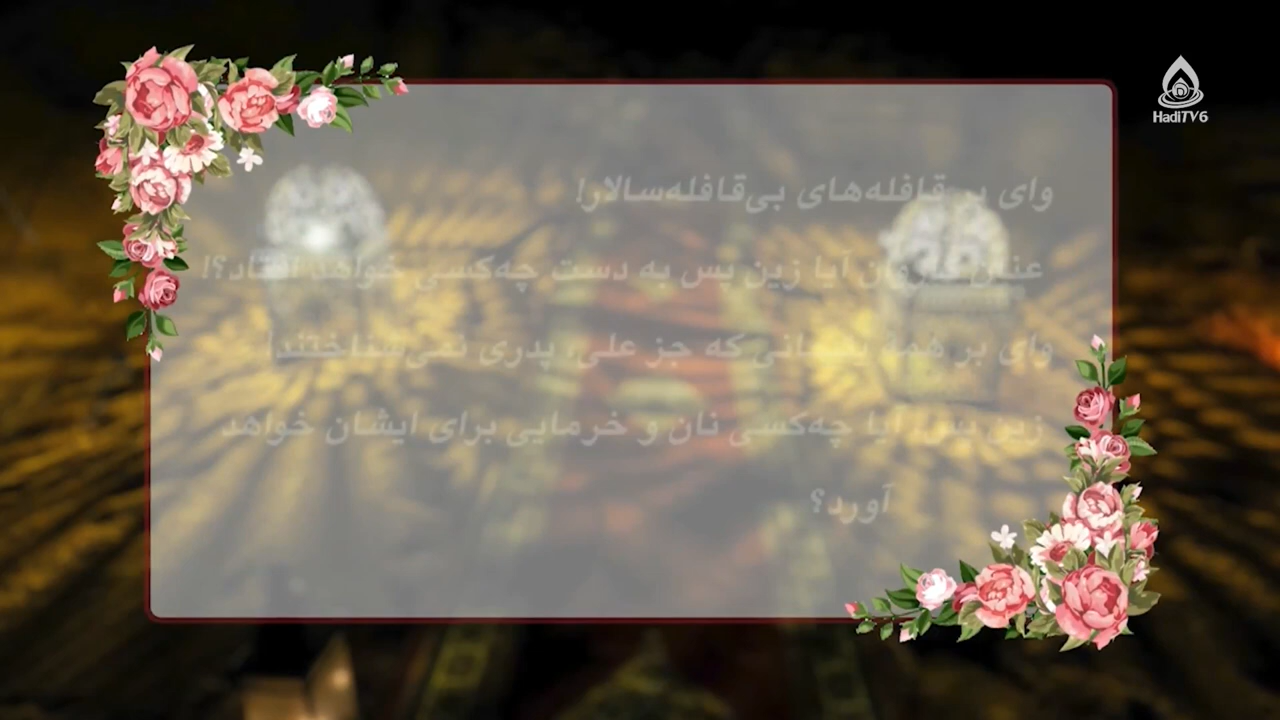 HadiTV6
وای بر قافله‌های بی‌قافله‌سالار!
عنان کاروان آیا زین پس به دست چه‌کسی خواهد افتاد؟!
وای بر همه یتیمانی که جز علی، پدری نمی‌شناختند!
زین پس، آیا چه‌کسی نان و خرمایی برای ایشان خواهد
آورد؟